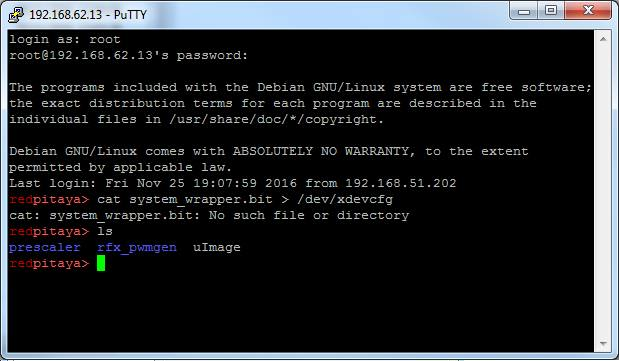 192.168.62.13 - PuTTY
login as: root
root@192.168.62.13's password:
The programs included with the Debian GNU/Linux system are free software;
the exact distribution terms for each program are described in the
individual files in /usr/share/doc/*/copyright.
Debian GNU/Linux comes with ABSOLUTELY NO WARRANTY, to the extent
permitted by applicable law.
Last login: Fri Nov 25 19:07:59 2016 from 192.168.51.202
redpitaya> cat system_wrapper.bit > /dev/xdevcfg
cat: system_wrapper.bit: No such file or directory
redpitaya> ls
prescaler  rfx_pwmgen  uImage
redpitaya>